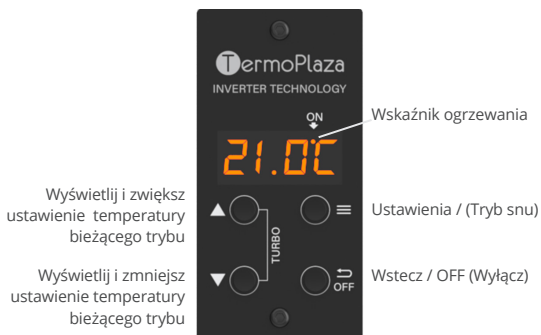 TermoPlaza
INVERTER TECHNOLOGY
ON
Wskaźnik ogrzewania
21.0°C
Wyświetlij i zwiększ
ustawienie temperatury
bieżącego trybu
Ustawienia / (Tryb snu)
TURBO
Wyświetlij i zmniejsz
ustawienie temperatury
bieżącego trybu
OFF
Wstecz / OFF (Wyłącz)